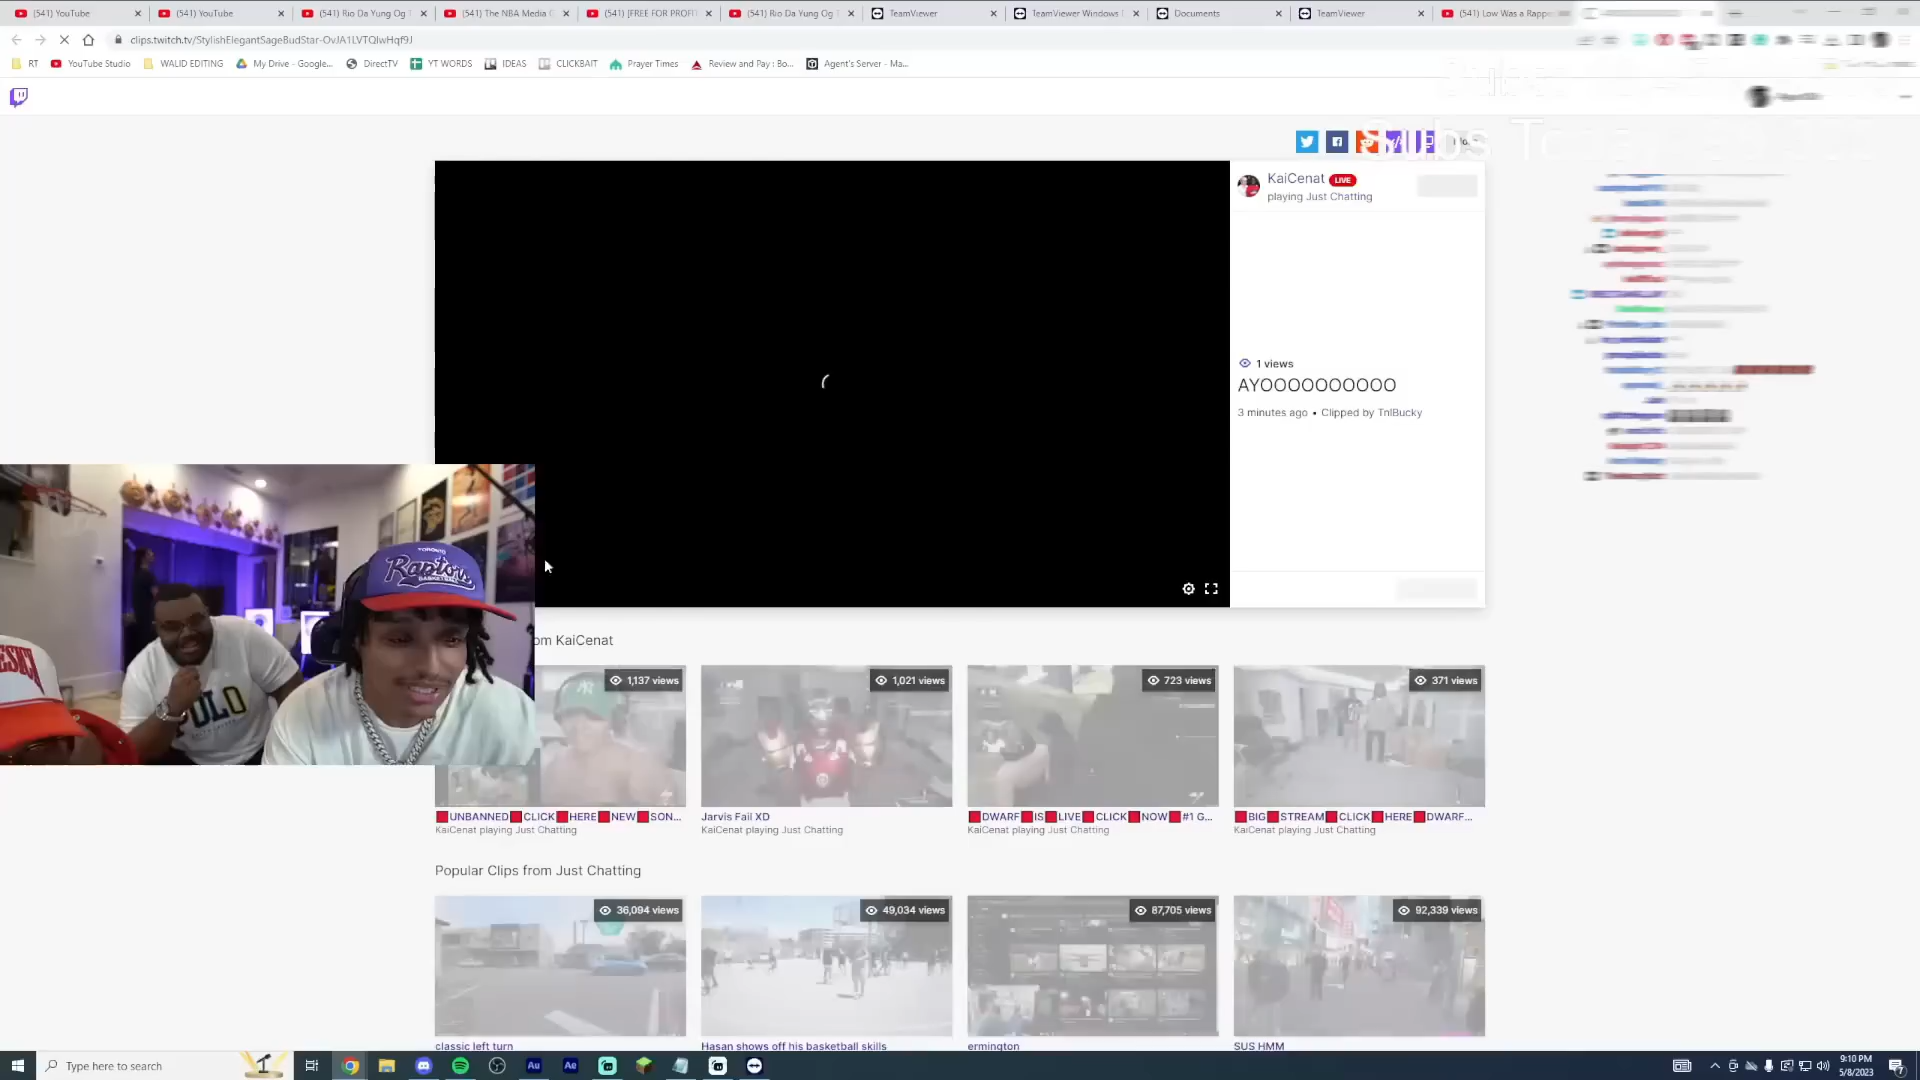 (541) YouTube
(541) YouTube
(541) Rio Da Yung Og
(541) The NBA Media
(541) [FREE FOR PROFI
(541) Rio Da Yung Og
TeamViewer
TeamViewer Windows
Documents
TeamViewer
(541) Low Was a Rapper
clips.twitch.tv/StylishElegantSageBudStar-OvJA1LVTQlwHqf9J
RT
YouTube Studio
WALID EDITING
My Drive - Google...
DirectTV
YT WORDS
IDEAS
CLICKBAIT
Prayer Times
Review and Pay : Bo...
Agent's Server - Ma...
Subs
KaiCenat LIVE
playing Just Chatting
1 views
AYOOOOOOOOOO
3 minutes ago • Clipped by TnlBucky
TORONTO
Raptors
BASKETBALL
om KaiCenat
1,137 views
1,021 views
723 views
371 views
UNBANNED CLICK HERE NEW SON...
KaiCenat playing Just Chatting
Jarvis Fail XD
KaiCenat playing Just Chatting
DWARF IS LIVE CLICK NOW #1 G...
KaiCenat playing Just Chatting
BIG STREAM CLICK HERE DWARF...
KaiCenat playing Just Chatting
Popular Clips from Just Chatting
36,094 views
49,034 views
87,705 views
92,339 views
classic left turn
Hasan shows off his basketball skills
ermington
SUS HMM
Type here to search
Au
Ae
9:10 PM
5/8/2023